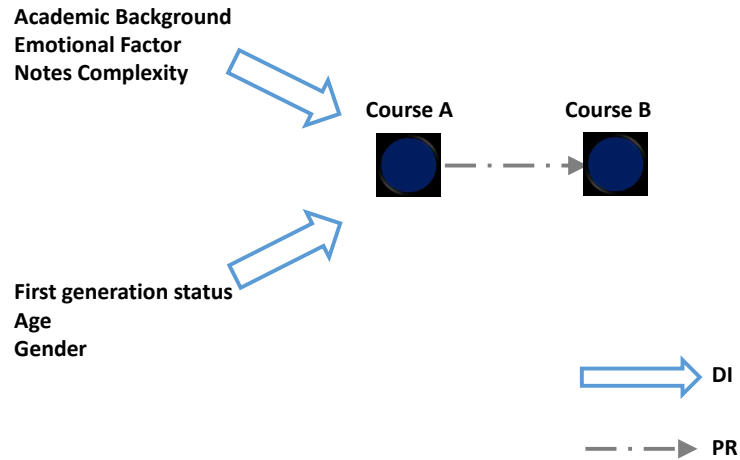 Academic Background
Emotional Factor
Notes Complexity
Course A
Course B
First generation status
Age
Gender
DI
PR